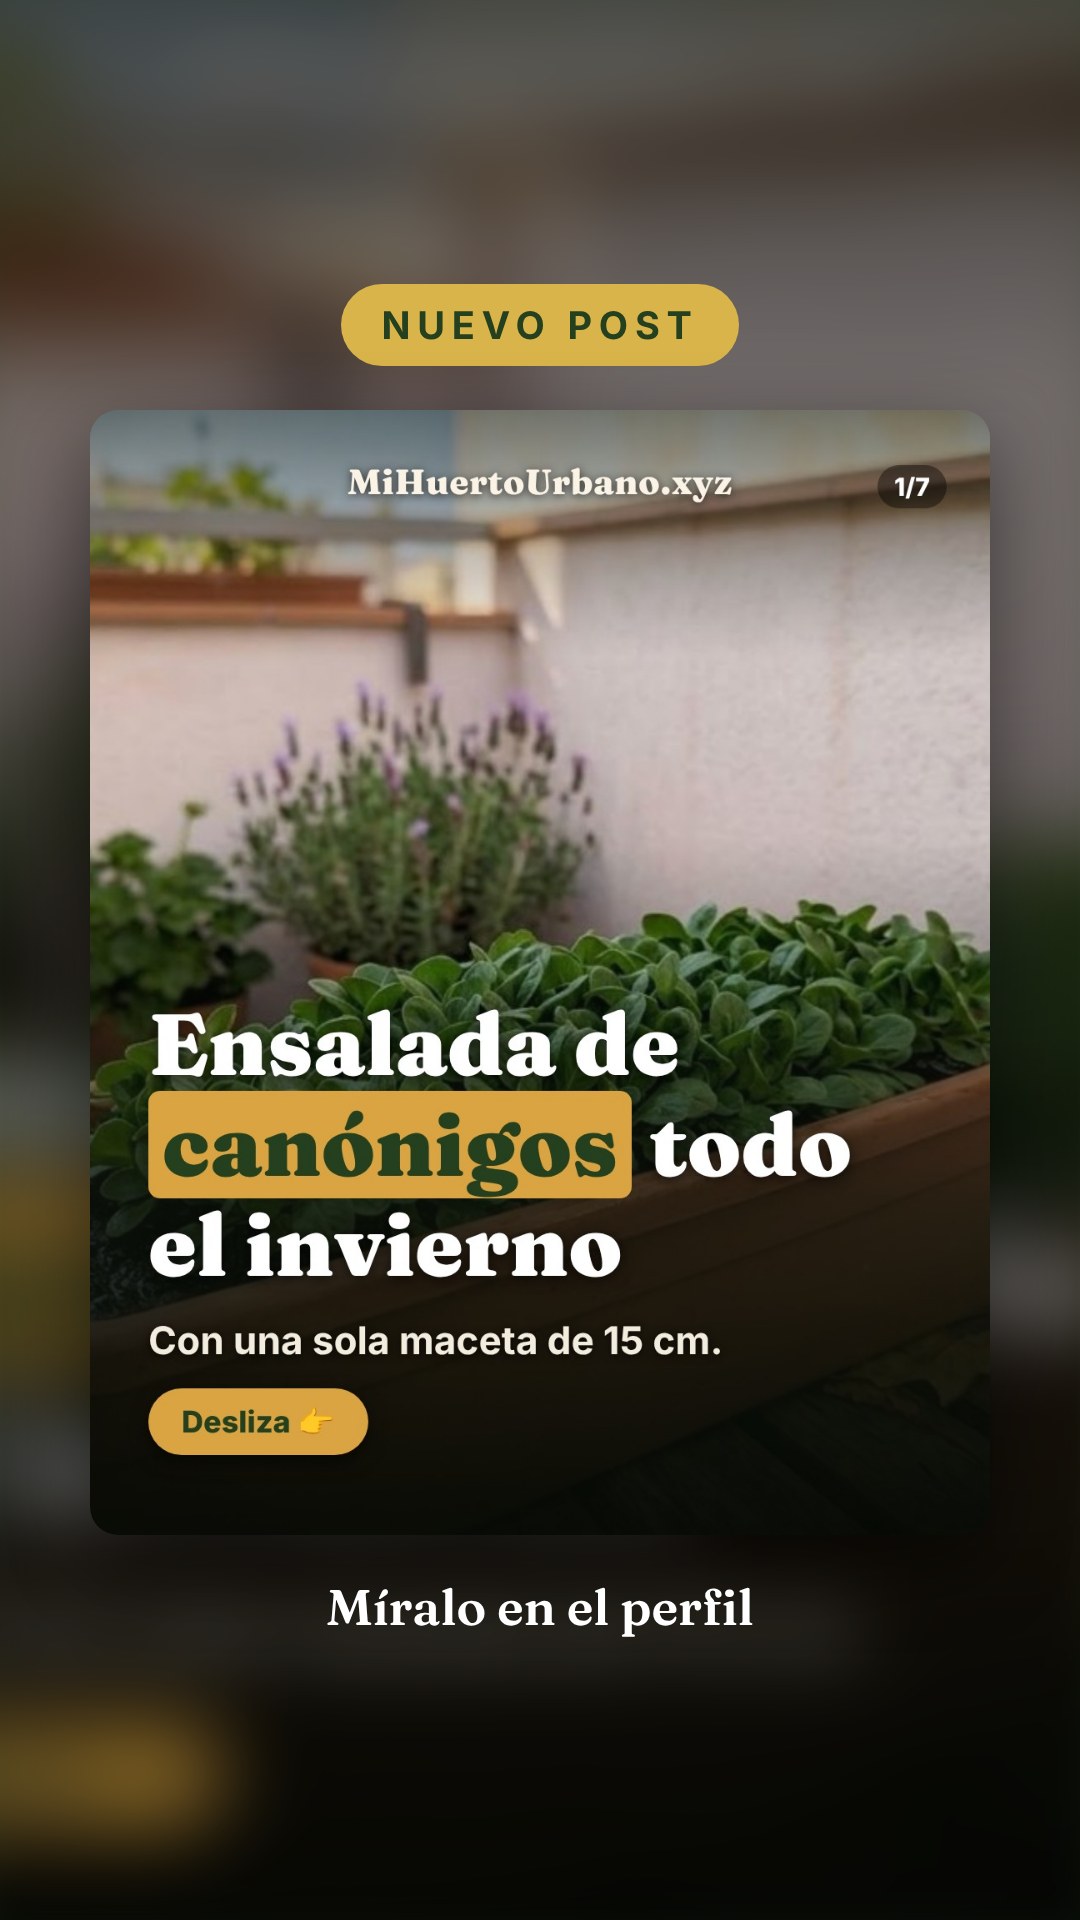 NUEVO POST
MiHuertoUrbano.xyz
1/7
Ensalada de
canónigos todo
el invierno
Con una sola maceta de 15 cm.
Desliza 👉
Míralo en el perfil